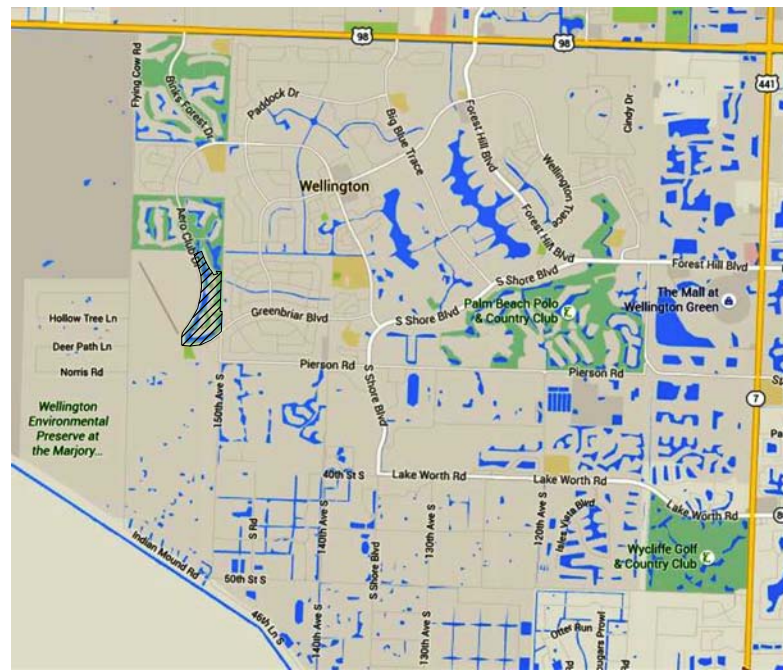 98
98
441
Flying Cow Rd
Bink's Forest Dr
Paddock Dr
Big Blue Trace
Forest Hill Blvd
Cindy Dr
Wellington
Wellington Trace
Aero Club
Forest Hill Blvd
Forest Hill Blvd
S Shore Blvd
The Mall at
Wellington Green
Palm Beach Polo
& Country Club
Greenbriar Blvd
S Shore Blvd
Hollow Tree Ln
Deer Path Ln
Norris Rd
Pierson Rd
Pierson Rd
150th Ave S
S Shore Blvd
7
Wellington
Environmental
Preserve at
the Marjory...
40th St S
Lake Worth Rd
Lake Worth Rd
Lake Worth Rd
S Rd
140th Ave S
130th Ave S
120th Ave S
Isles Vista Blvd
Indian Mound Rd
50th St S
S Shore Blvd
Wycliffe Golf
& Country Club
46th Ln S
140th Ave S
130th Ave S
Otter Run